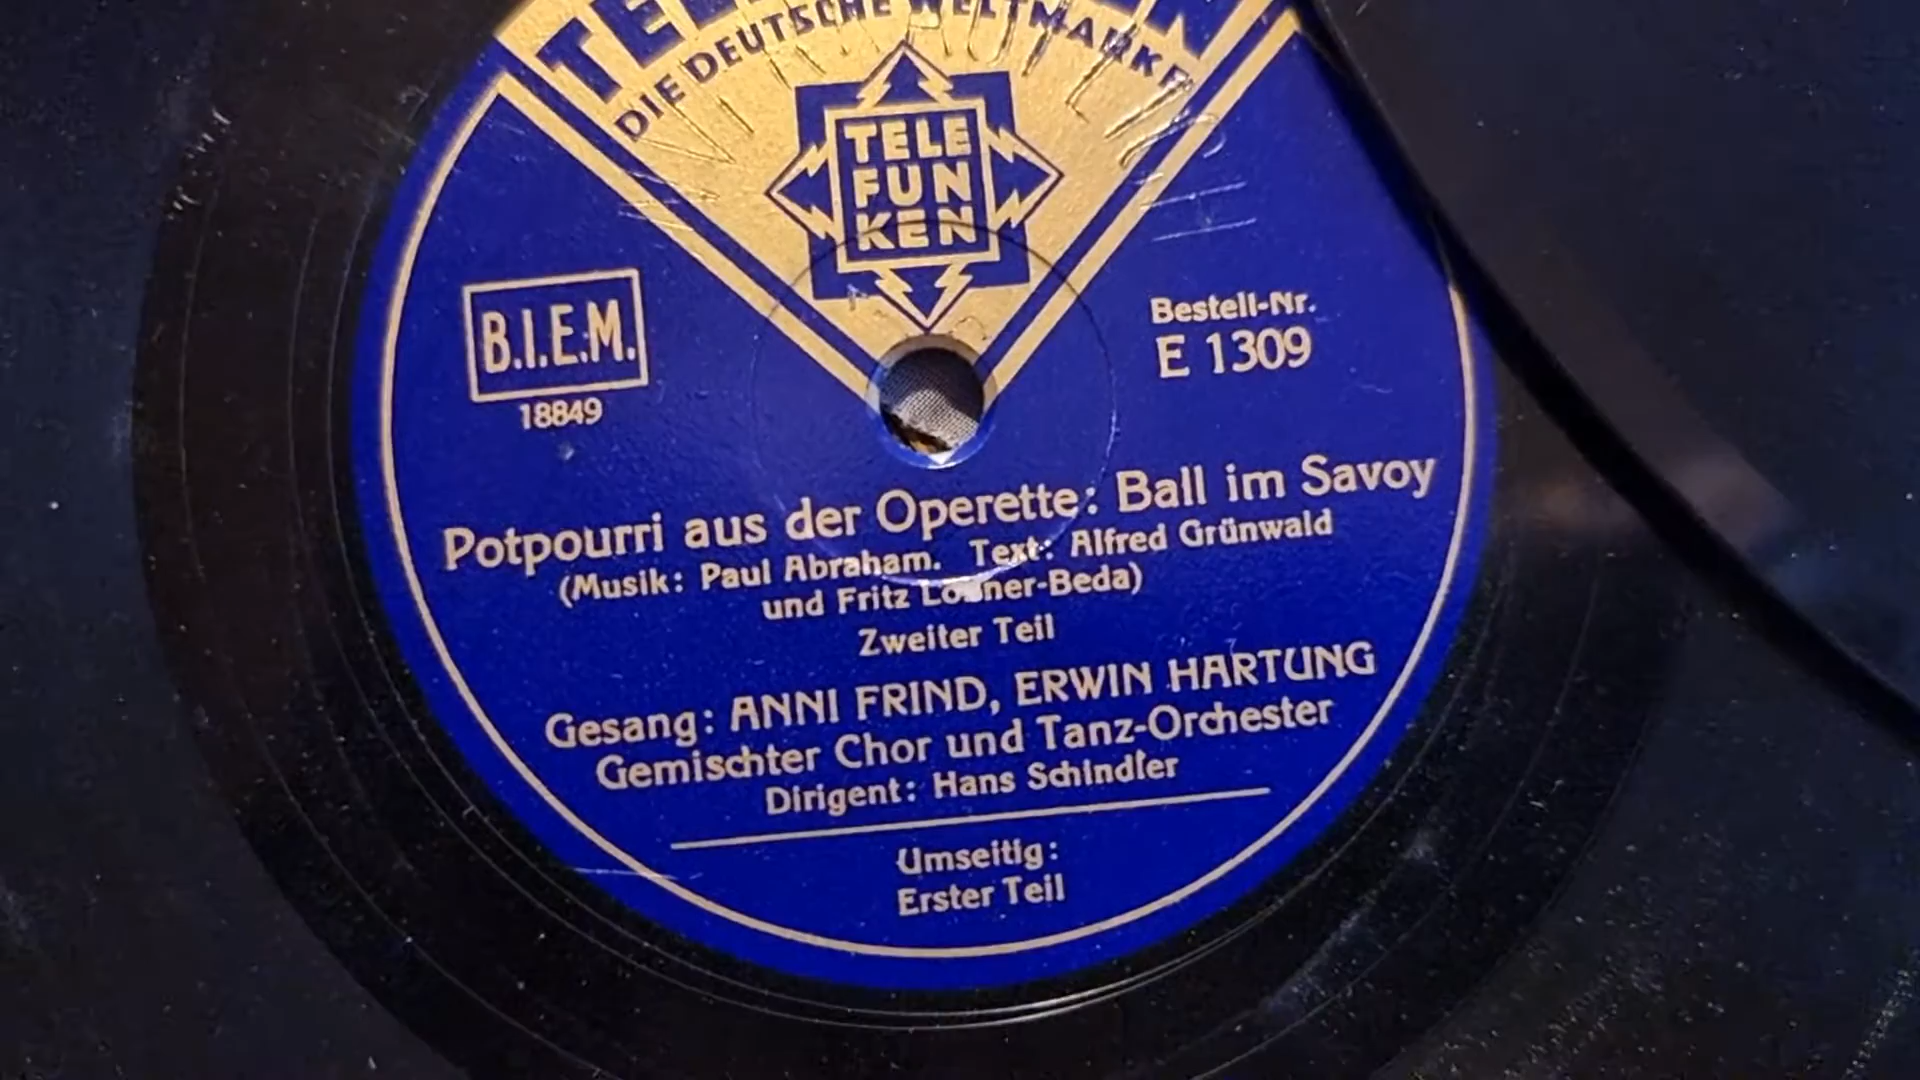 DIE DEUTSCHE WELTMARKE
TELE
FUN
KEN
B.I.E.M.
18849
Bestell-Nr.
E 1309
Potpourri aus der Operette: Ball im Savoy
(Musik: Paul Abraham. Text: Alfred Grünwald
und Fritz
Zweiter Teil
Gesang: ANNI FRIND, ERWIN HARTUNG
Gemischter Chor und Tanz-Orchester
Dirigent: Hans Schindler
Umseitig:
Erster Teil